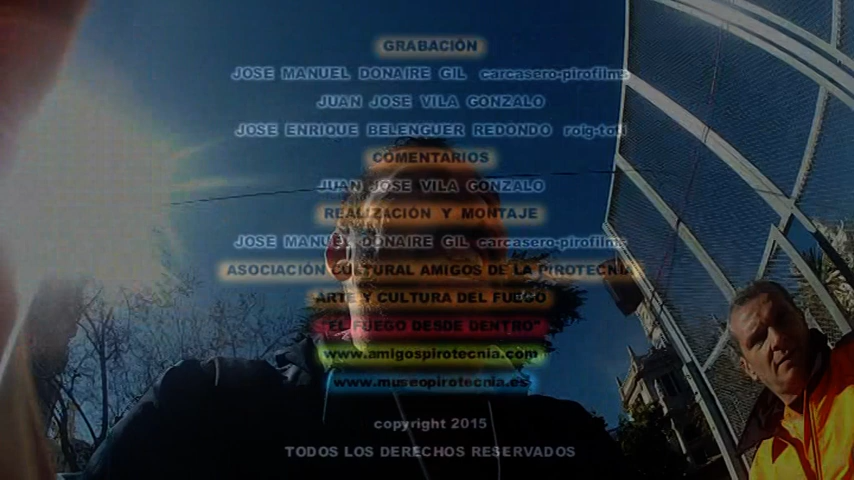 GRABACIÓN
JOSE MANUEL DONAIRE GIL carcasero-pirofilms
JUAN JOSE VILA GONZALO
JOSE ENRIQUE BELENGUER REDONDO roig-tofi
COMENTARIOS
JUAN JOSE VILA GONZALO
REALIZACIÓN Y MONTAJE
JOSE MANUEL DONAIRE GIL carcasero-pirofilms
ASOCIACIÓN CULTURAL AMIGOS DE LA PIROTECNIA
ARTE Y CULTURA DEL FUEGO
"EL FUEGO DESDE DENTRO"
www.amigospirotecnia.com
www.museopirotecnia.es
copyright 2015
TODOS LOS DERECHOS RESERVADOS